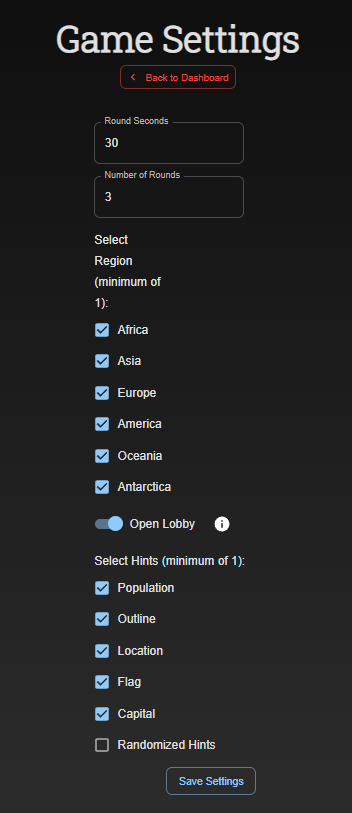 Game Settings
Back to Dashboard
Round Seconds
30
Number of Rounds
3
Select
Region
(minimum of
1):
Africa
Asia
Europe
America
Oceania
Antarctica
Open Lobby
Select Hints (minimum of 1):
Population
Outline
Location
Flag
Capital
Randomized Hints
Save Settings